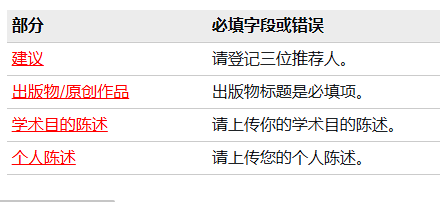 部分 必填字段或错误
建议 请登记三位推荐人。
出版物/原创作品 出版物标题是必填项。
学术目的陈述 请上传你的学术目的陈述。
个人陈述 请上传您的个人陈述。